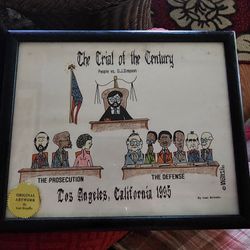 The Trial of the Century
People vs. O.J.Simpson
THE PROSECUTION
THE DEFENSE
ORIGINAL
ARTWORK
Los Angeles, California 1995